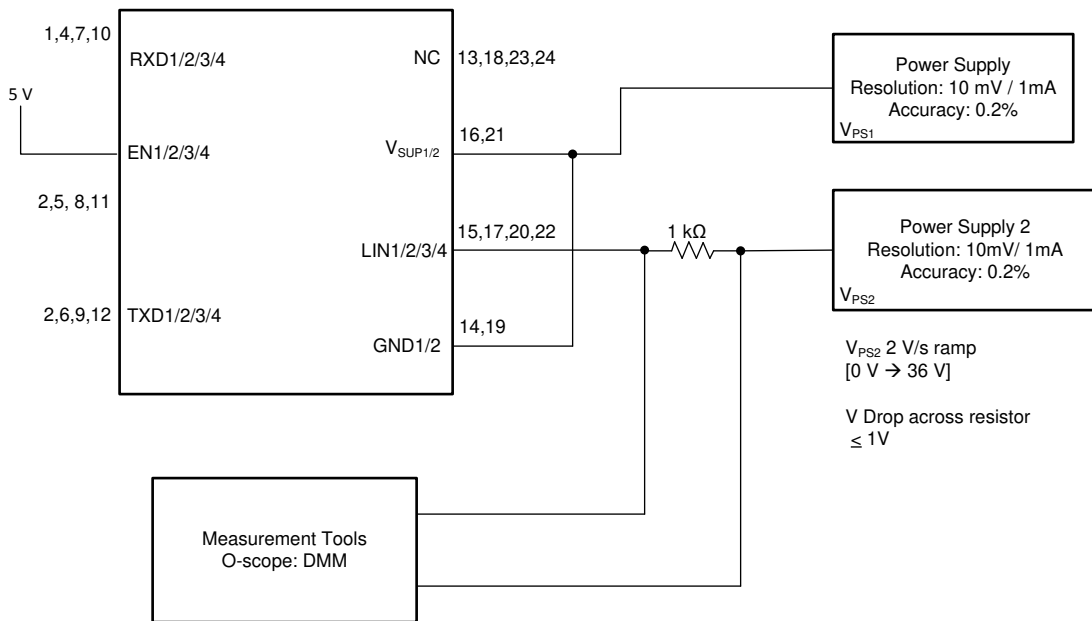 1,4,7,10
RXD1/2/3/4
NC
13,18,23,24
Power Supply
Resolution: 10 mV / 1mA
Accuracy: 0.2%
VPS1
5 V
EN1/2/3/4
VSUP1/2
16,21
2,5, 8,11
LIN1/2/3/4
15,17,20,22
1 kΩ
Power Supply 2
Resolution: 10mV/ 1mA
Accuracy: 0.2%
VPS2
2,6,9,12
TXD1/2/3/4
GND1/2
14,19
VPS2 2 V/s ramp
[0 V → 36 V]
V Drop across resistor
≤ 1V
Measurement Tools
O-scope: DMM